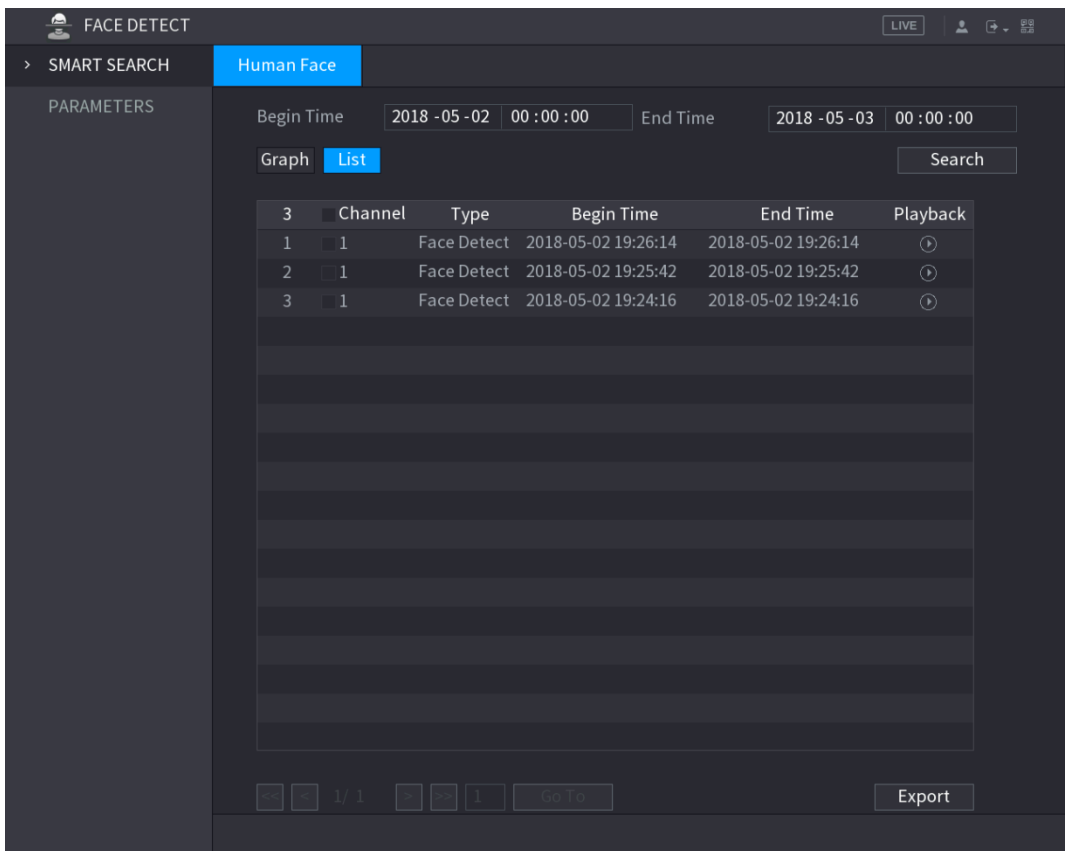 FACE DETECT LIVE
> SMART SEARCH Human Face
PARAMETERS
Begin Time 2018 -05 -02 00 :00 :00 End Time 2018 -05 -03 00 :00 :00
Graph List Search
3 Channel Type Begin Time End Time Playback
1 1 Face Detect 2018-05-02 19:26:14 2018-05-02 19:26:14
2 1 Face Detect 2018-05-02 19:25:42 2018-05-02 19:25:42
3 1 Face Detect 2018-05-02 19:24:16 2018-05-02 19:24:16
<< < 1/ 1 > >> 1 Go To Export